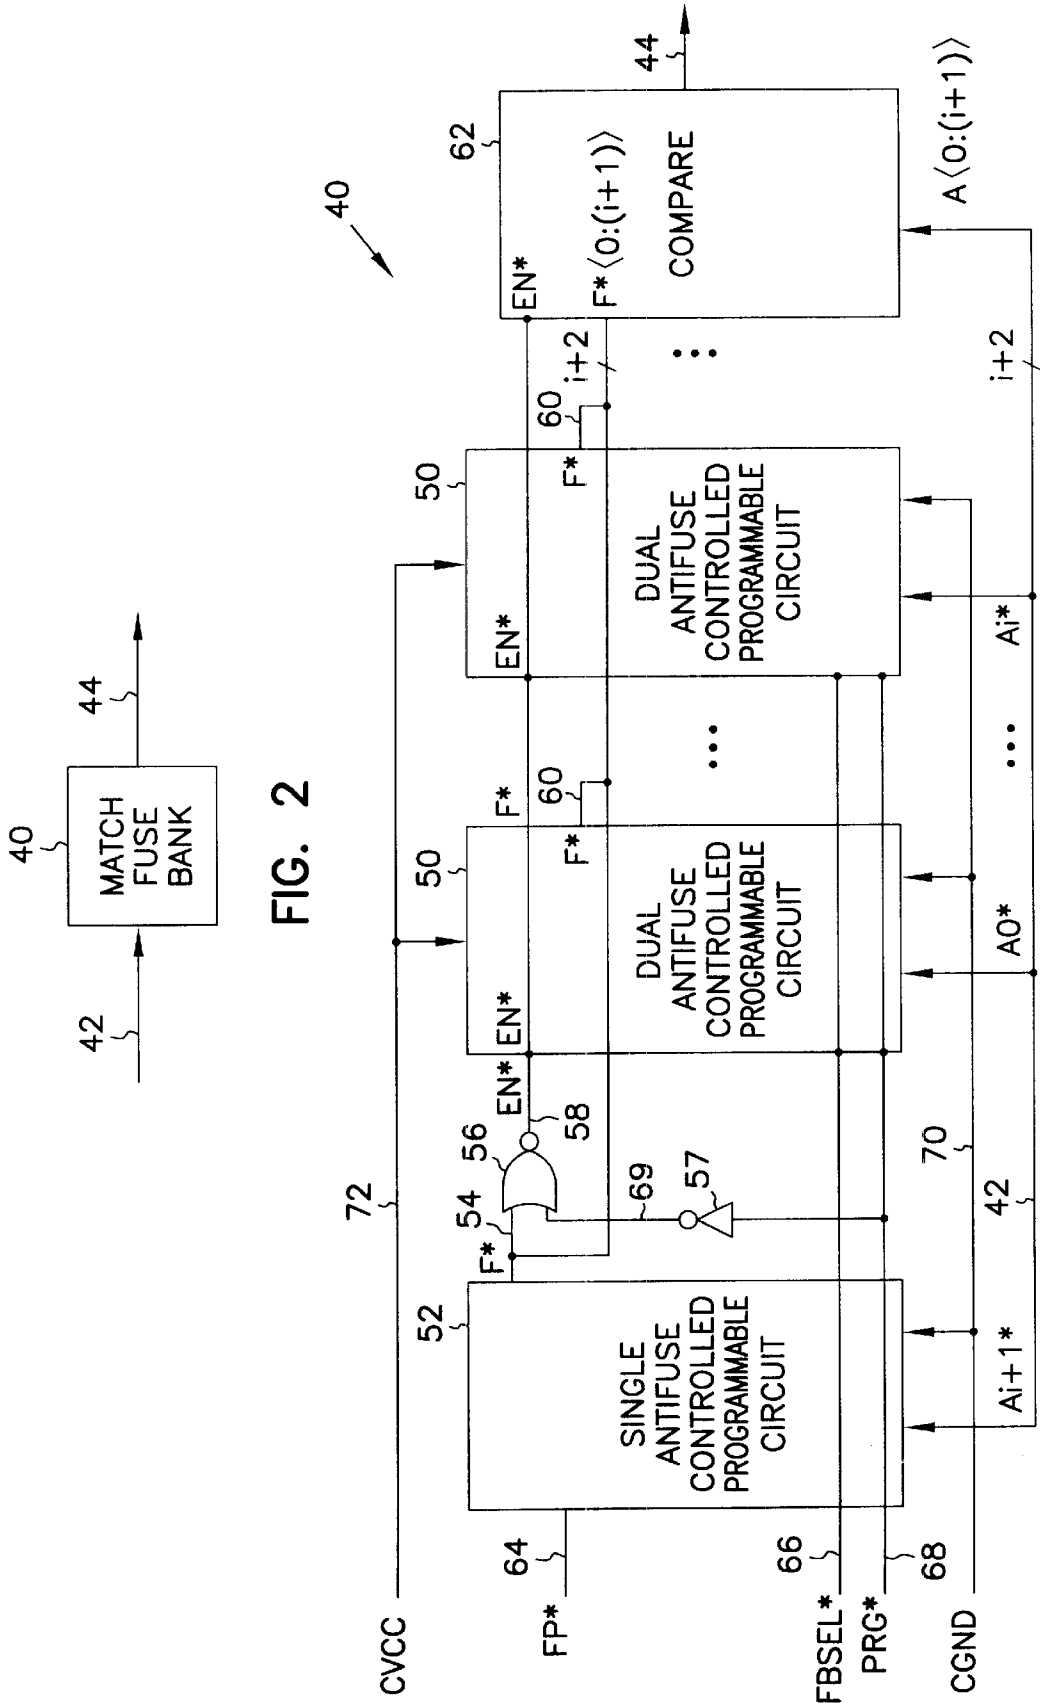 40
MATCH
FUSE
BANK
42
44
FIG. 2
40
CVCC
72
FP*
64
52
SINGLE
ANTIFUSE
CONTROLLED
PROGRAMMABLE
CIRCUIT
F*
54
56
EN*
58
69
57
50
EN*
DUAL
ANTIFUSE
CONTROLLED
PROGRAMMABLE
CIRCUIT
F*
F*
60
...
50
EN*
DUAL
ANTIFUSE
CONTROLLED
PROGRAMMABLE
CIRCUIT
F*
60
i+2
...
62
EN*
F*⟨0:(i+1)⟩
COMPARE
44
FBSEL*
66
PRG*
68
CGND
70
Ai+1*
42
A0*
...
Ai*
i+2
A⟨0:(i+1)⟩